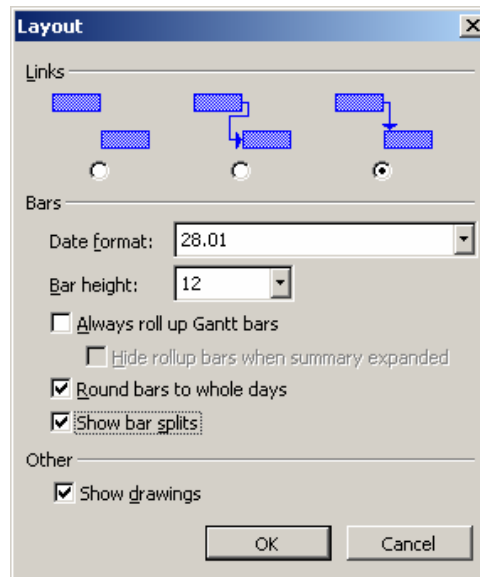 Layout
Links
Bars
Date format: 28.01
Bar height: 12
Always roll up Gantt bars
Hide rollup bars when summary expanded
Round bars to whole days
Show bar splits
Other
Show drawings
OK Cancel